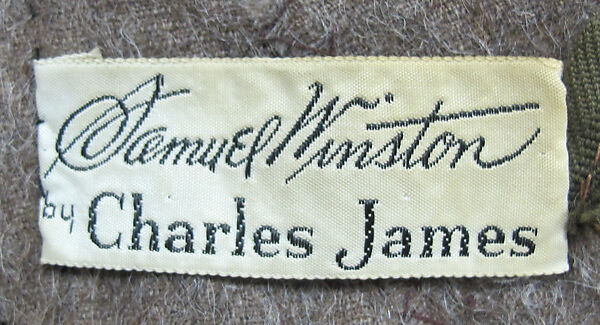 Samuel Winston
by Charles James